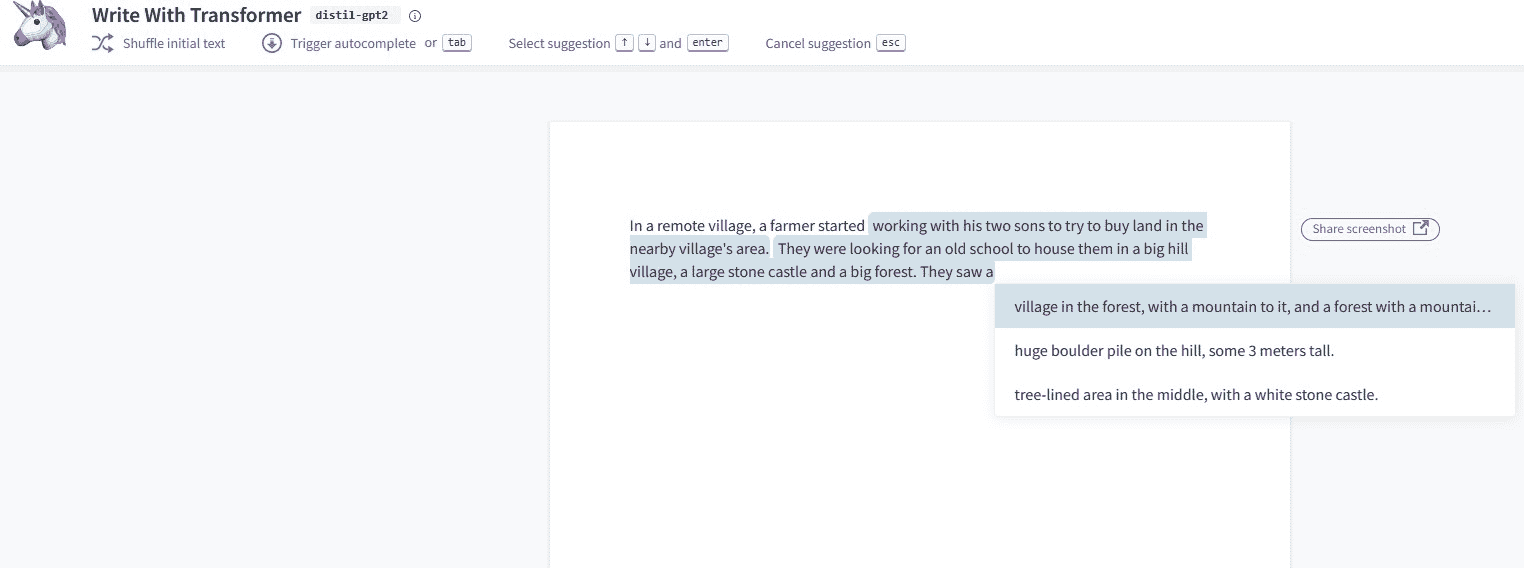 Write With Transformer distil-gpt2
Shuffle initial text Trigger autocomplete or tab Select suggestion ↑ ↓ and enter Cancel suggestion esc
In a remote village, a farmer started working with his two sons to try to buy land in the
nearby village's area. They were looking for an old school to house them in a big hill
village, a large stone castle and a big forest. They saw a
Share screenshot
village in the forest, with a mountain to it, and a forest with a mountai...
huge boulder pile on the hill, some 3 meters tall.
tree-lined area in the middle, with a white stone castle.